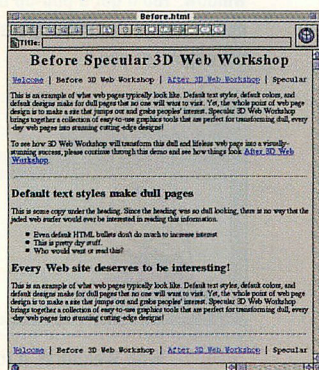 Before.html
Title:
Before Specular 3D Web Workshop
Welcome | Before 3D Web Workshop | After 3D Web Workshop | Specular
This is an example of what web pages typically look like. Default text styles, default colors, and
default designs make for dull pages that no one will want to visit. Yet, the whole point of web page
design is to make a site that jumps out and grabs peoples' interest. Specular 3D Web Workshop
brings together a collection of easy-to-use graphics tools that are perfect for transforming dull, every
-day web pages into stunning cutting-edge designs!
To see how 3D Web Workshop will transform this dull and lifeless web page into a visually-
stunning success, please continue through this demo and see how things look After 3D Web
Workshop.
Default text styles make dull pages
This is some copy under the heading. Since the heading was so dull looking, there is no way that the
jaded web surfer would ever be interested in reading this information.
Even default HTML bullets don't do much to increase interest
This is pretty dry stuff.
Who would want to read this?
Every Web site deserves to be interesting!
This is an example of what web pages typically look like. Default text styles, default colors, and
default designs make for dull pages that no one will want to visit. Yet, the whole point of web page
design is to make a site that jumps out and grabs peoples' interest. Specular 3D Web Workshop
brings together a collection of easy-to-use graphics tools that are perfect for transforming dull, every
-day web pages into stunning cutting-edge designs!
Welcome | Before 3D Web Workshop | After 3D Web Workshop | Specular